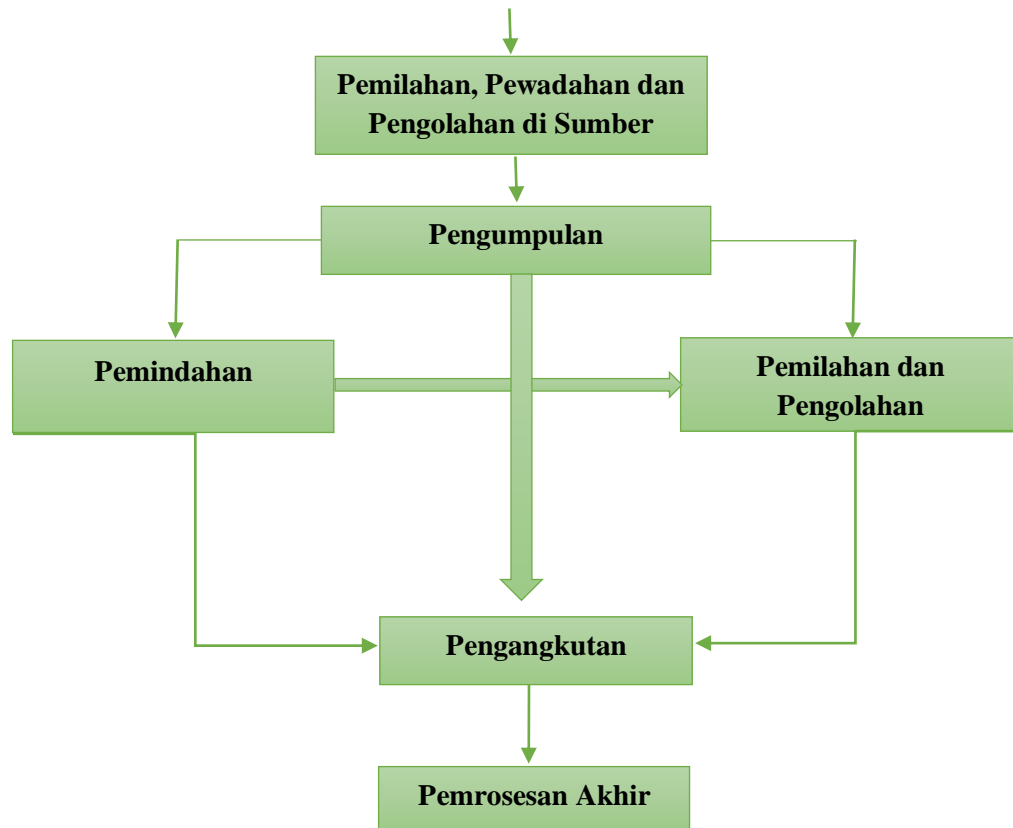 Pemilahan, Pewadahan dan
Pengolahan di Sumber
Pengumpulan
Pemindahan
Pemilahan dan
Pengolahan
Pengangkutan
Pemrosesan Akhir